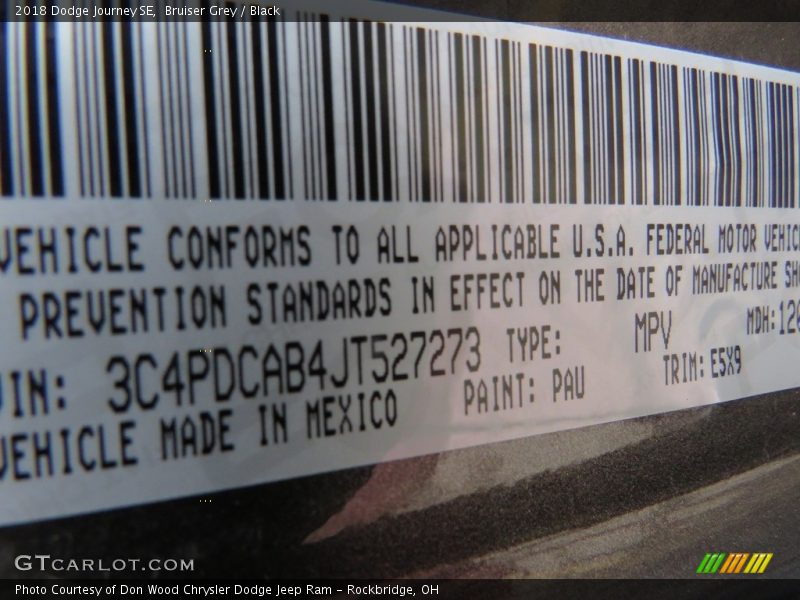 2018 Dodge Journey SE, Bruiser Grey / Black
VEHICLE CONFORMS TO ALL APPLICABLE U.S.A. FEDERAL MOTOR VEHIC
PREVENTION STANDARDS IN EFFECT ON THE DATE OF MANUFACTURE SH
VIN: 3C4PDCAB4JT527273 TYPE: MPV MDH: 120
VEHICLE MADE IN MEXICO PAINT: PAU TRIM: E5X9
GTCARLOT.COM
Photo Courtesy of Don Wood Chrysler Dodge Jeep Ram - Rockbridge, OH